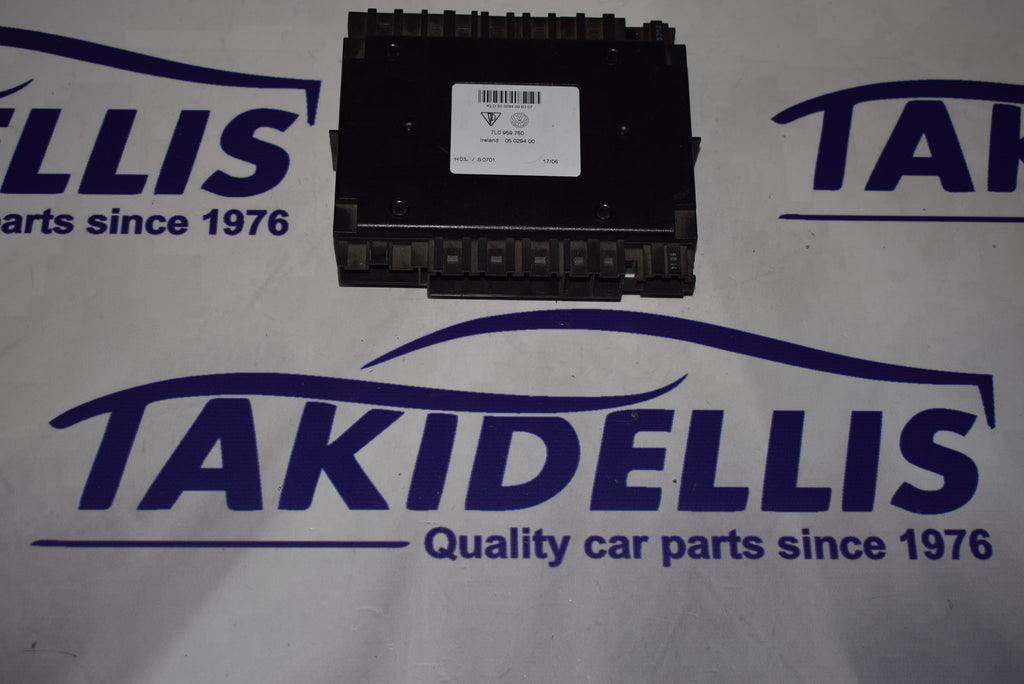 7L0 959 760
Ireland 05 0294 00
17/06
ELLIS
arts since 1976
TAK
TAKIDELLIS
Quality car parts since 1976